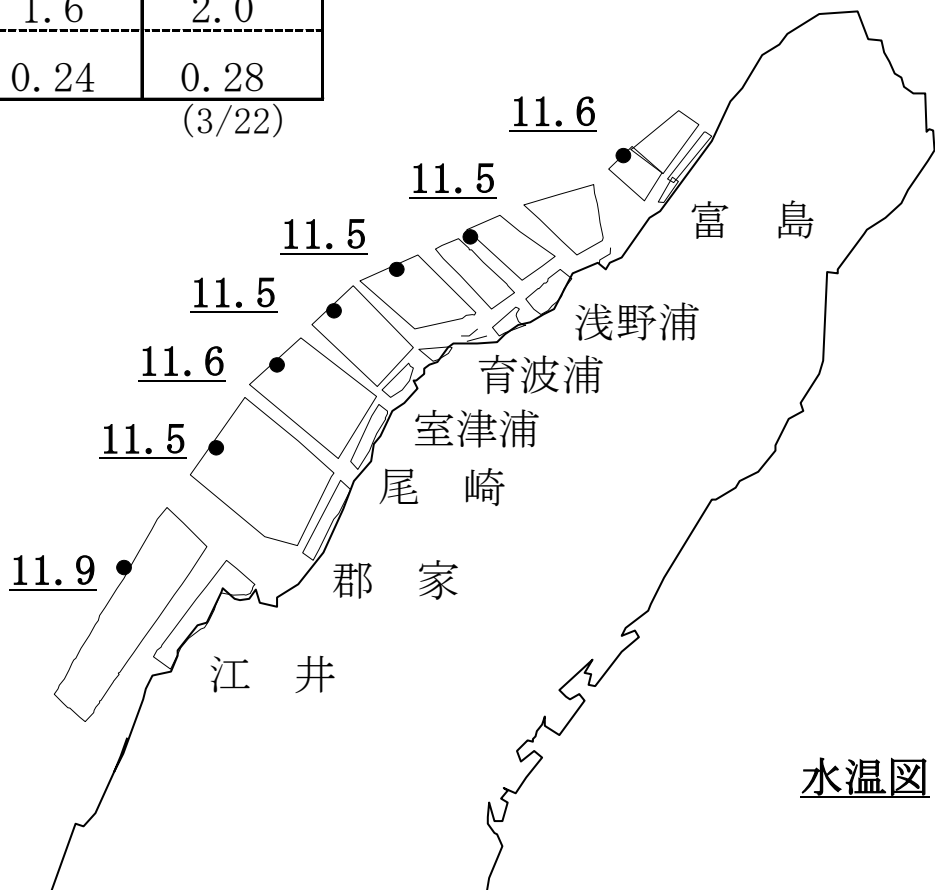 1.6 2.0
0.24 0.28
(3/22)
11.6
11.5
富 島
11.5
11.5
浅野浦
11.6
育波浦
室津浦
11.5
尾 崎
11.9
郡 家
江 井
水温図